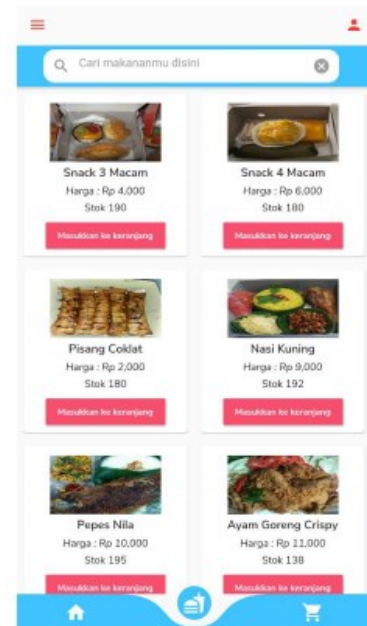 Cari makananmu disini
Snack 3 Macam
Harga : Rp 4,000
Stok 190
Masukkan ke keranjang
Snack 4 Macam
Harga : Rp 6,000
Stok 180
Masukkan ke keranjang
Pisang Coklat
Harga : Rp 2,000
Stok 180
Masukkan ke keranjang
Nasi Kuning
Harga : Rp 9,000
Stok 192
Masukkan ke keranjang
Pepes Nila
Harga : Rp 10,000
Stok 195
Masukkan ke keranjang
Ayam Goreng Crispy
Harga : Rp 11,000
Stok 138
Masukkan ke keranjang